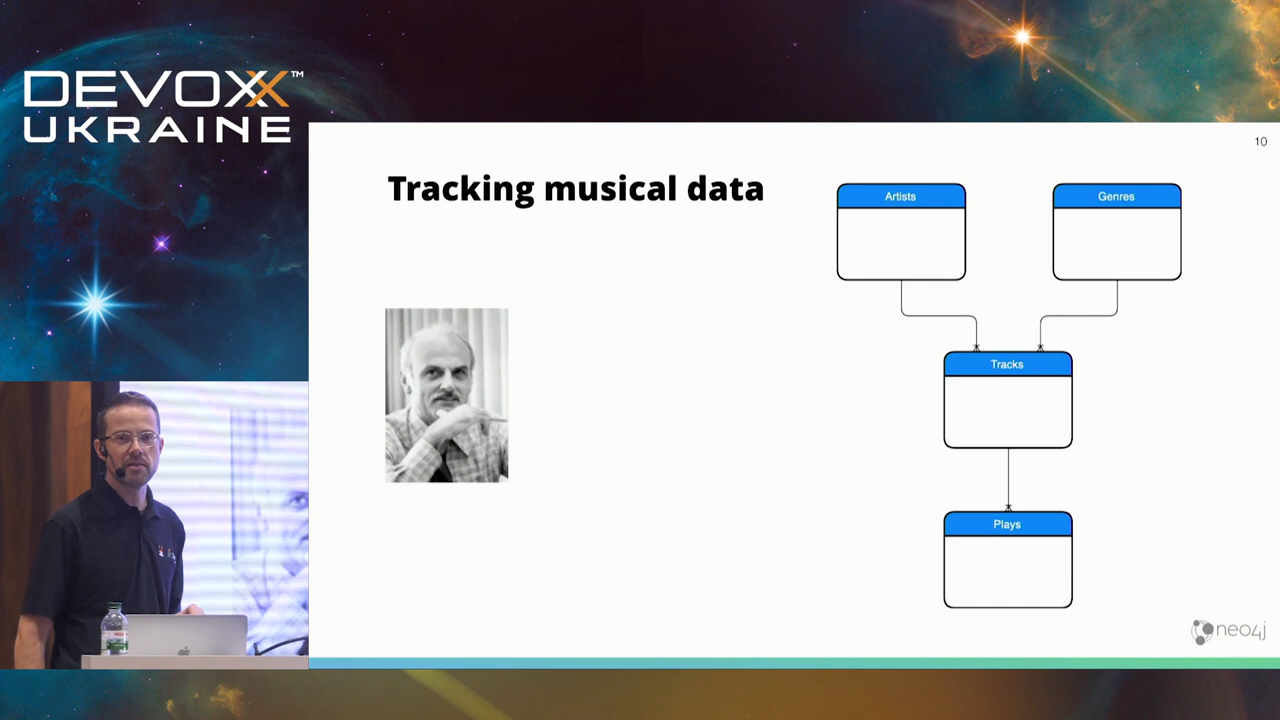 DEVOXX™
UKRAINE
10
Tracking musical data
Artists
Genres
Tracks
Plays
neo4j